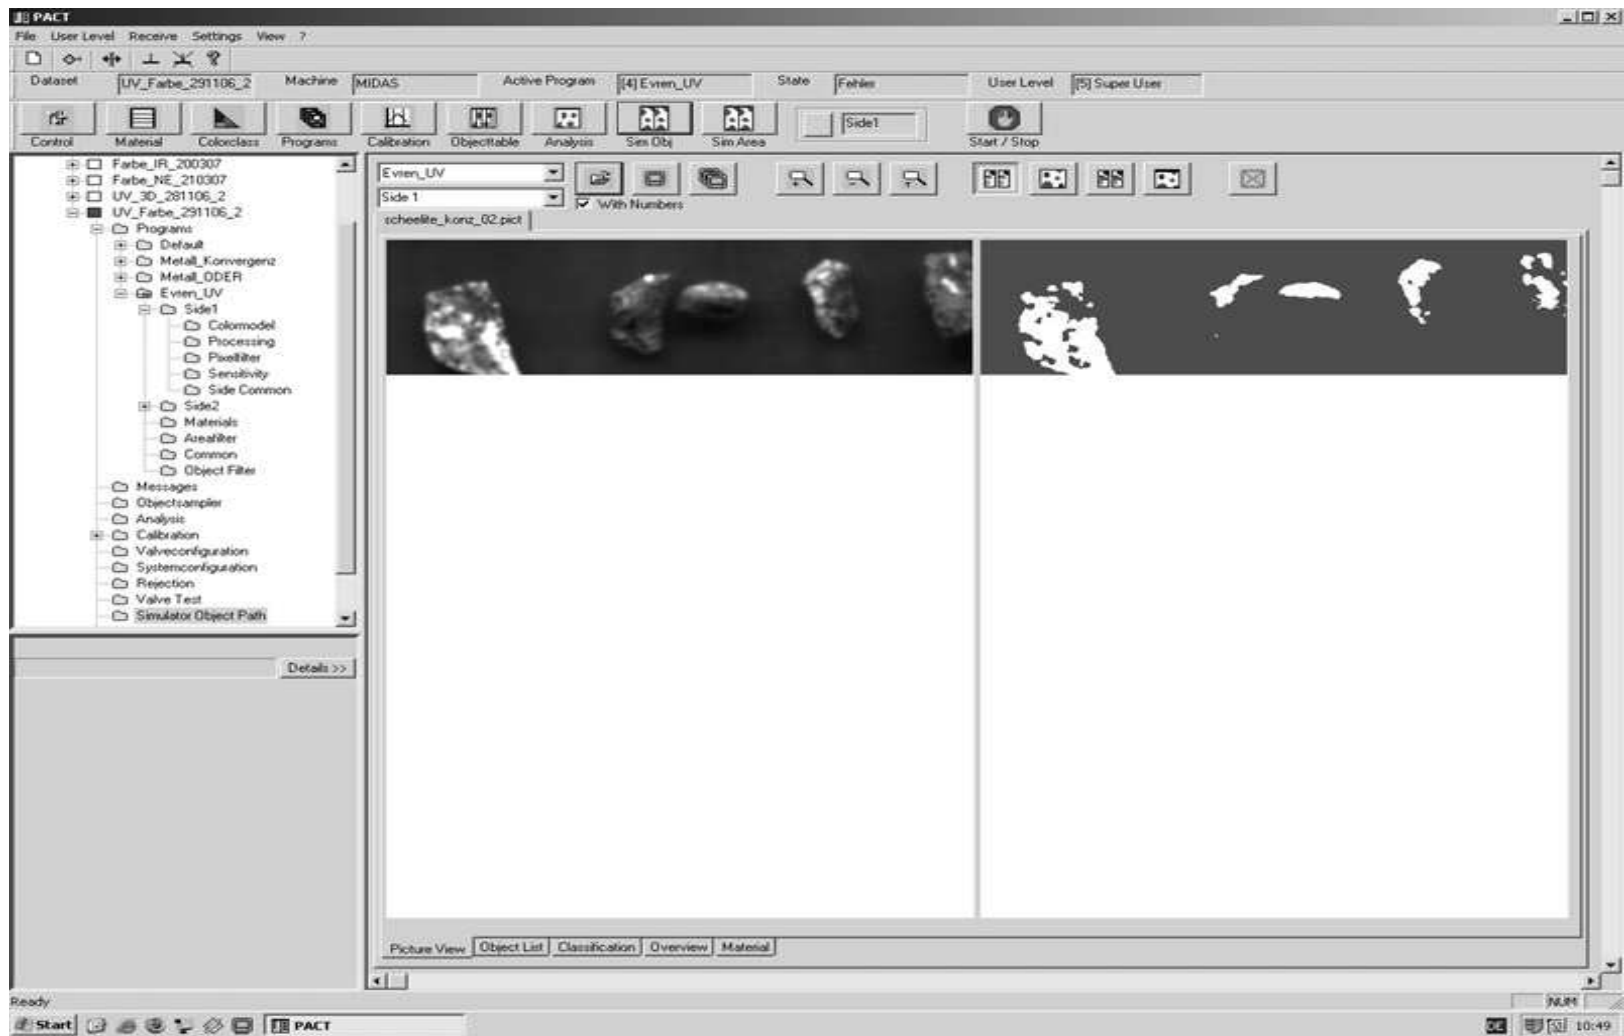 PACT
File User Level Receive Settings View ?
Dataset UV_Farbe_291106_2 Machine MIDAS Active Program [4] Evren_UV State Fehler User Level [5] Super User
Control Material Colorclass Programs Calibration Objecttable Analysis Sim Obj Sim Area Side1 Start / Stop
Farbe_IR_200307
Farbe_NE_210307
UV_3D_281106_2
UV_Farbe_291106_2
Programs
Default
Metall_Konvergenz
Metall_ODER
Evren_UV
Side1
Colormodel
Processing
Pixelfilter
Sensitivity
Side Common
Side2
Materials
Areafilter
Common
Object Filter
Messages
Objectsampler
Analysis
Calibration
Valveconfiguration
Systemconfiguration
Rejection
Valve Test
Simulator Object Path
Details >>
Evren_UV
Side 1
With Numbers
scheelite_konz_02.pict
Picture View Object List Classification Overview Material
Ready
NUM
Start PACT DE 10:49